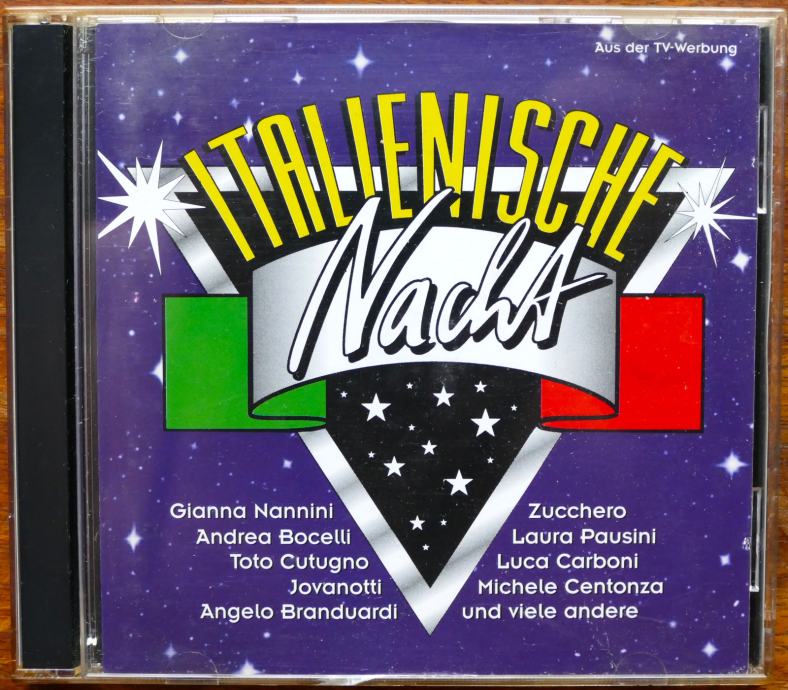 Aus der TV-Werbung
ITALIENISCHE
Nacht
Gianna Nannini
Andrea Bocelli
Toto Cutugno
Jovanotti
Angelo Branduardi
Zucchero
Laura Pausini
Luca Carboni
Michele Centonza
und viele andere